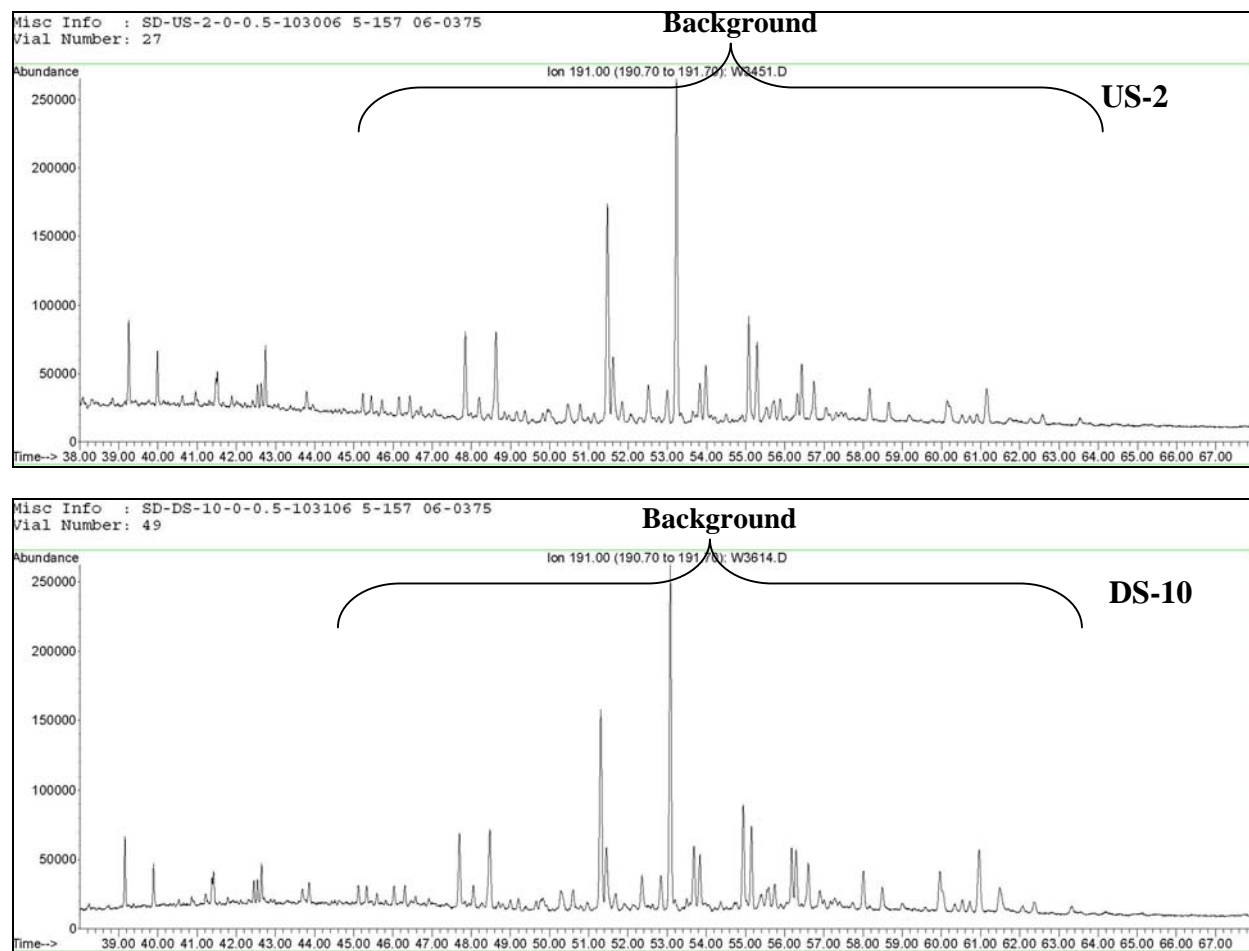 Misc Info : SD-US-2-0-0.5-103006 5-157 06-0375
Background
Vial Number: 27
Abundance
Ion 191.00 (190.70 to 191.70): W3451.D
US-2
250000
200000
150000
100000
50000
0
Time--> 38.00 39.00 40.00 41.00 42.00 43.00 44.00 45.00 46.00 47.00 48.00 49.00 50.00 51.00 52.00 53.00 54.00 55.00 56.00 57.00 58.00 59.00 60.00 61.00 62.00 63.00 64.00 65.00 66.00 67.00
Misc Info : SD-DS-10-0-0.5-103106 5-157 06-0375
Background
Vial Number: 49
Abundance
Ion 191.00 (190.70 to 191.70): W3614.D
DS-10
250000
200000
150000
100000
50000
0
Time--> 39.00 40.00 41.00 42.00 43.00 44.00 45.00 46.00 47.00 48.00 49.00 50.00 51.00 52.00 53.00 54.00 55.00 56.00 57.00 58.00 59.00 60.00 61.00 62.00 63.00 64.00 65.00 66.00 67.00